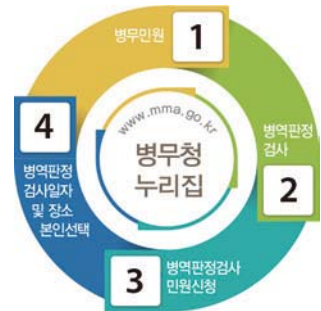 병무민원
1
www.mma.go.kr
병무청
누리집
병역판정
검사
2
3
병역판정검사
민원신청
4
병역판정
검사일자
및 장소
본인선택